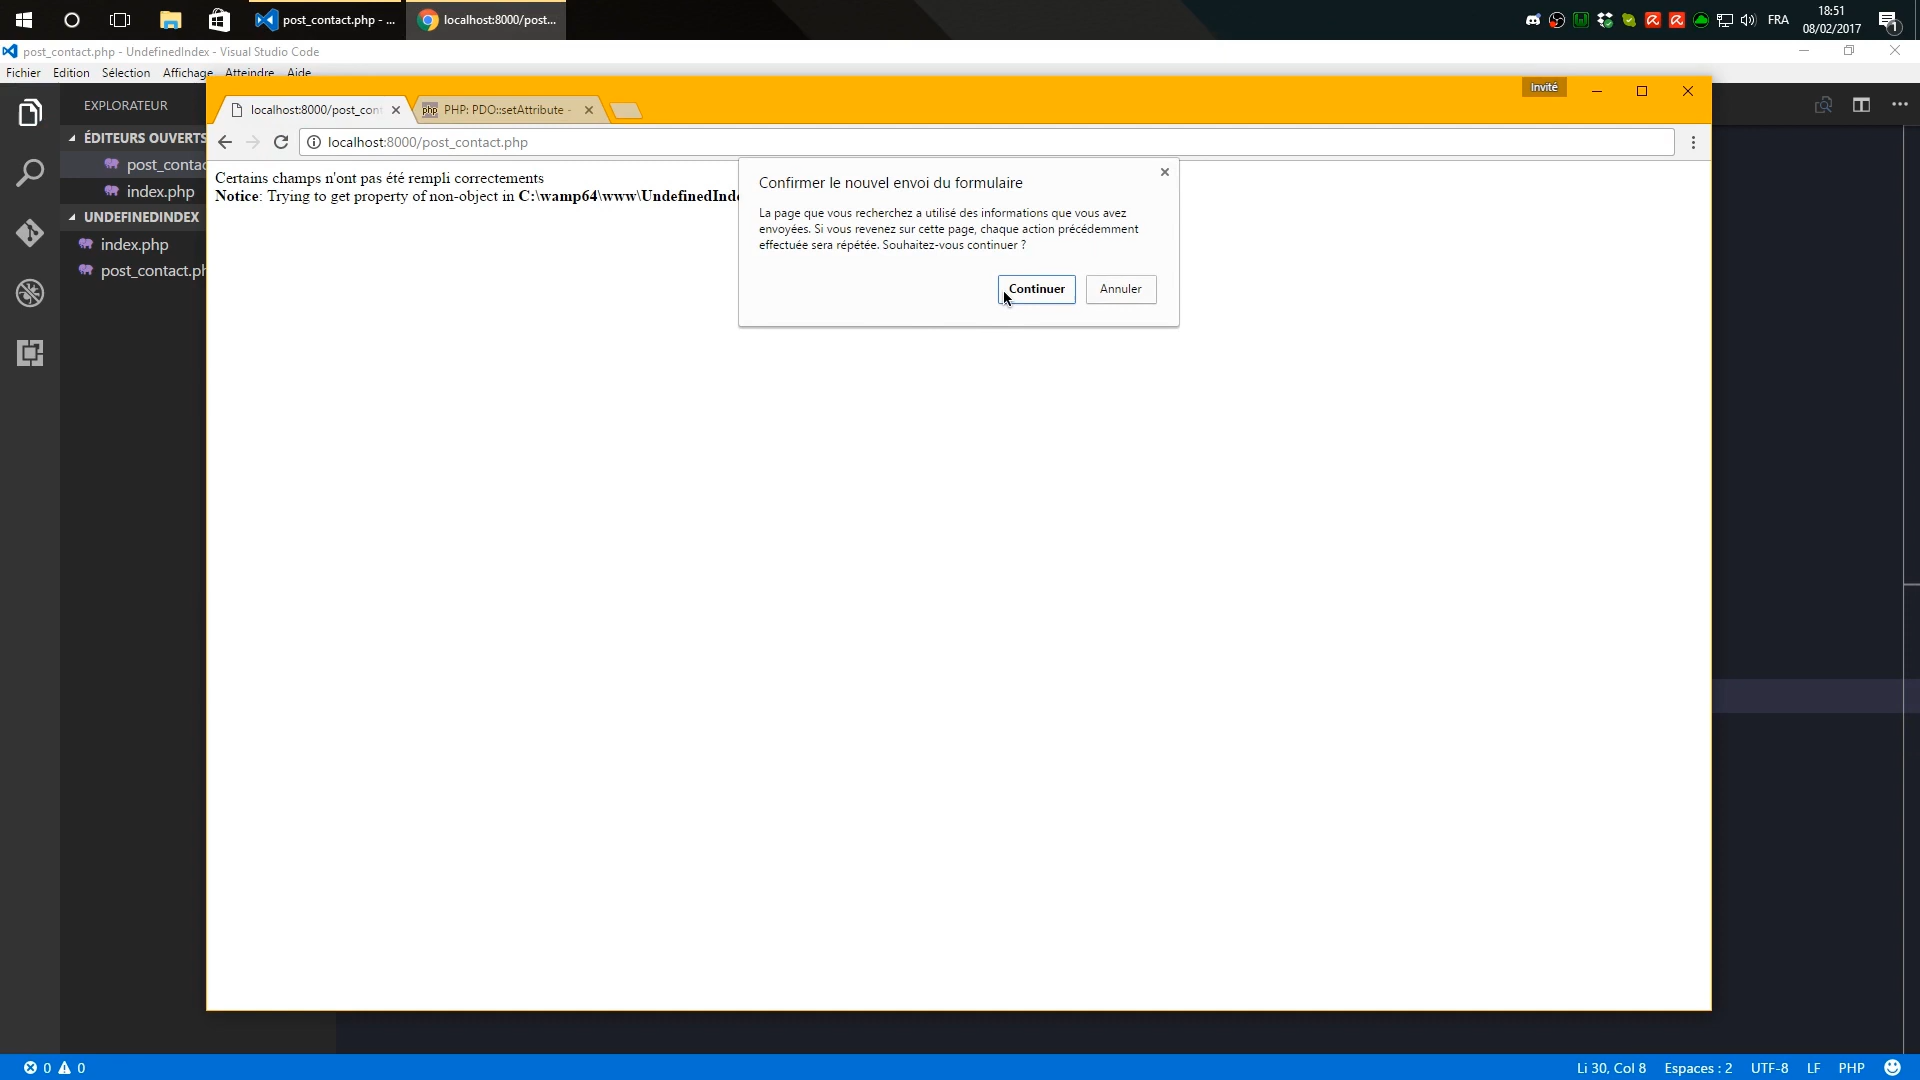 post_contact.php - ...
localhost:8000/post...
FRA
18:51
08/02/2017
1
post_contact.php - UndefinedIndex - Visual Studio Code
Fichier Edition Sélection Affichage Atteindre Aide
Invité
EXPLORATEUR
localhost:8000/post_cont
php PHP: PDO::setAttribute -
ÉDITEURS OUVERTS
localhost:8000/post_contact.php
post_contac
index.php
Certains champs n'ont pas été rempli correctements
Notice: Trying to get property of non-object in C:\wamp64\www\UndefinedInde
Confirmer le nouvel envoi du formulaire
La page que vous recherchez a utilisé des informations que vous avez
envoyées. Si vous revenez sur cette page, chaque action précédemment
effectuée sera répétée. Souhaitez-vous continuer ?
Continuer Annuler
UNDEFINEDINDEX
index.php
post_contact.ph
0 0
Li 30, Col 8 Espaces : 2 UTF-8 LF PHP